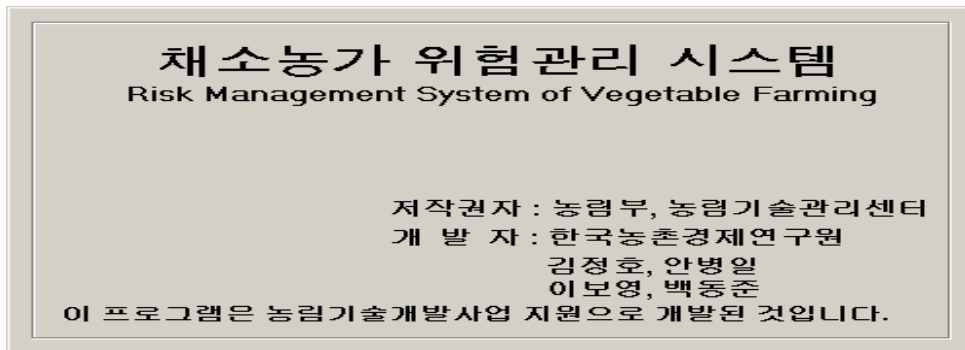 채소농가 위험관리 시스템
Risk Management System of Vegetable Farming
저작권자 : 농림부, 농림기술관리센터
개 발 자 : 한국농촌경제연구원
김정호, 안병일
이보영, 백동준
이 프로그램은 농림기술개발사업 지원으로 개발된 것입니다.